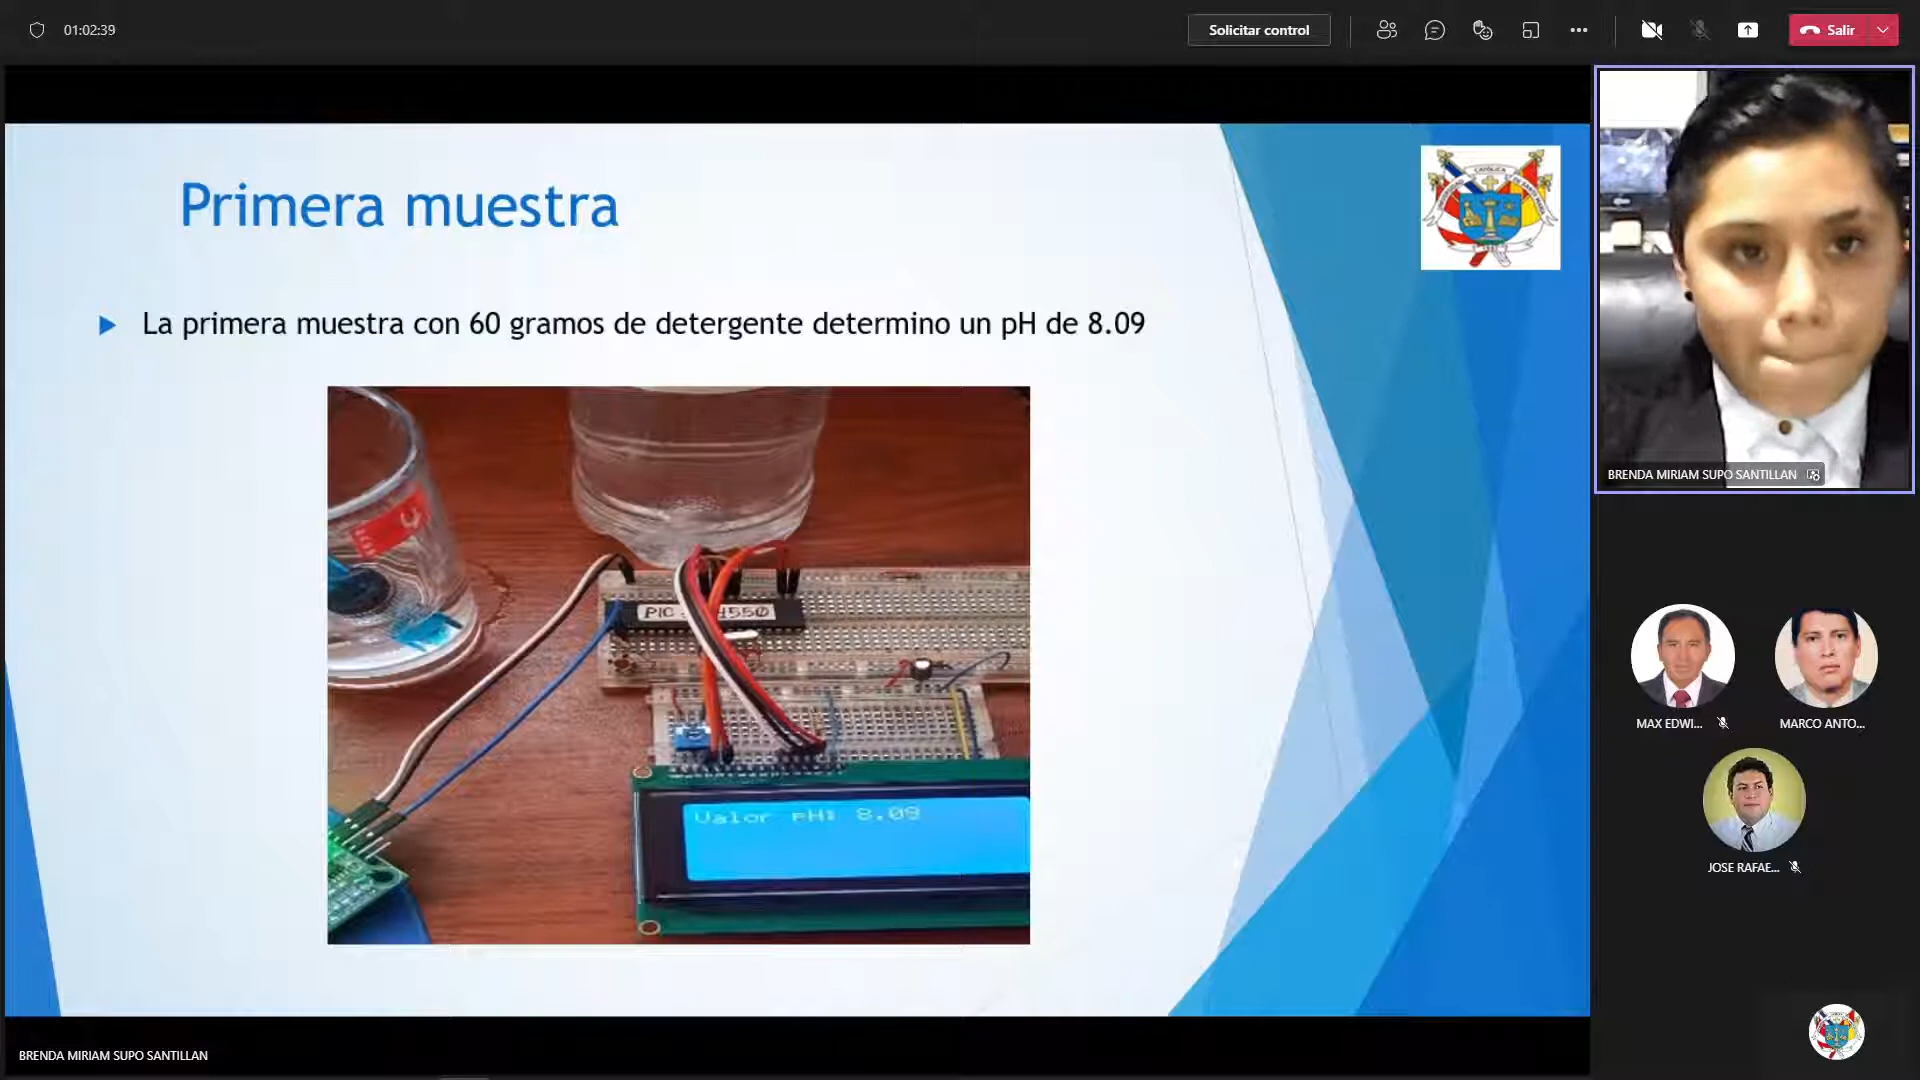 01:02:39
Solicitar control
Salir
Primera muestra
La primera muestra con 60 gramos de detergente determino un pH de 8.09
Valor pH: 8.09
BRENDA MIRIAM SUPO SANTILLAN
MAX EDWI...
MARCO ANTO...
JOSE RAFAE...
BRENDA MIRIAM SUPO SANTILLAN